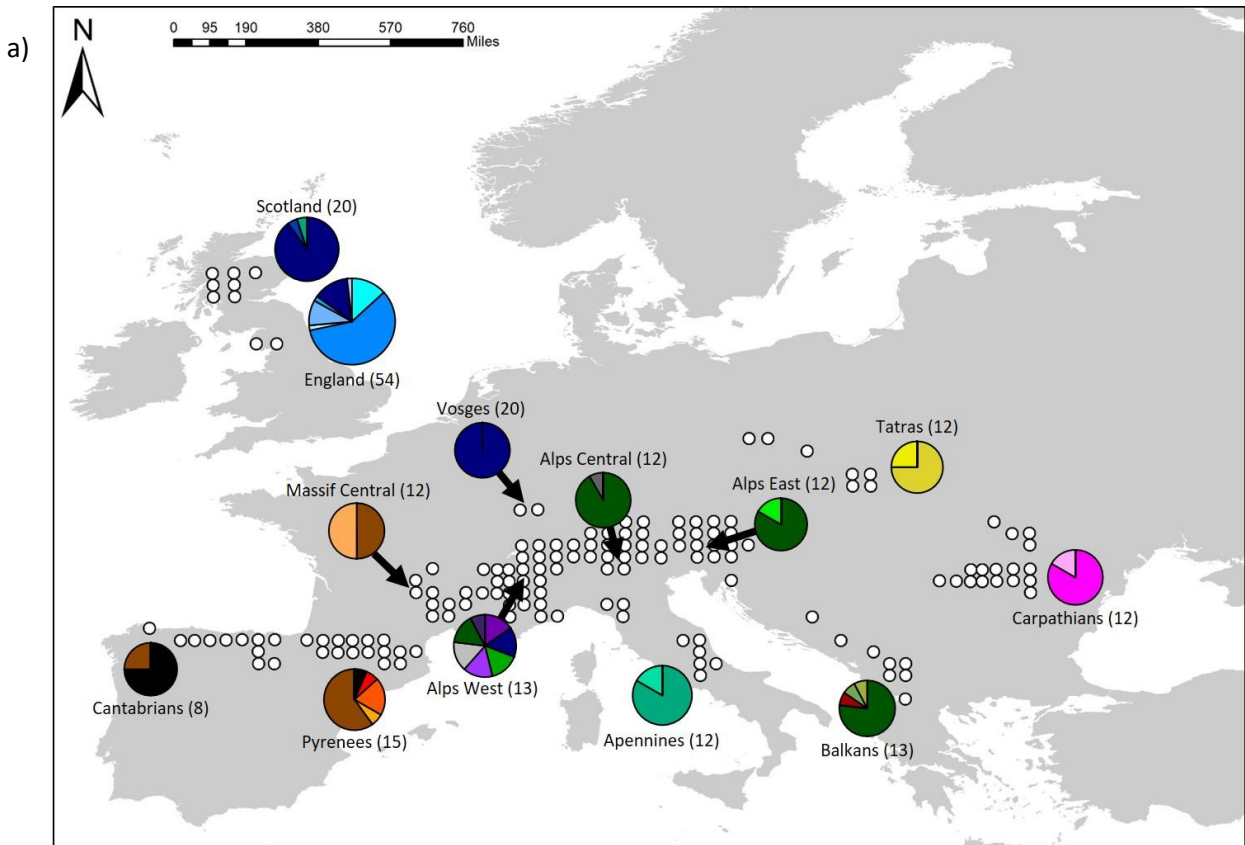 a)
N
0 95 190 380 570 760
Miles
Scotland (20)
England (54)
Vosges (20)
Tatras (12)
Alps Central (12)
Alps East (12)
Massif Central (12)
Carpathians (12)
Cantabrians (8)
Alps West (13)
Pyrenees (15)
Apennines (12)
Balkans (13)